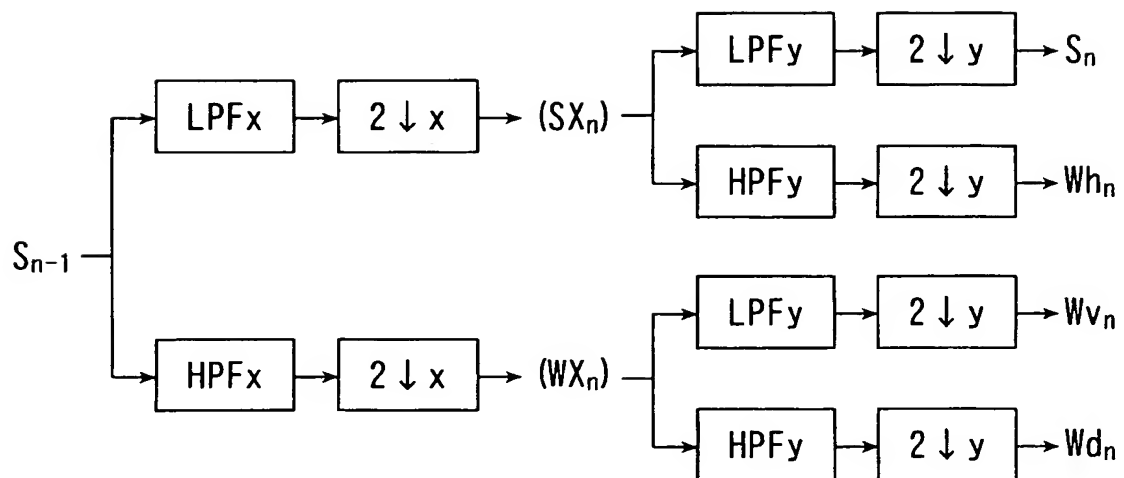 LPFy 2↓y Sₙ
LPFx 2↓x (SXₙ)
HPFy 2↓y Whₙ
Sₙ₋₁
LPFy 2↓y Wvₙ
HPFx 2↓x (WXₙ)
HPFy 2↓y Wdₙ